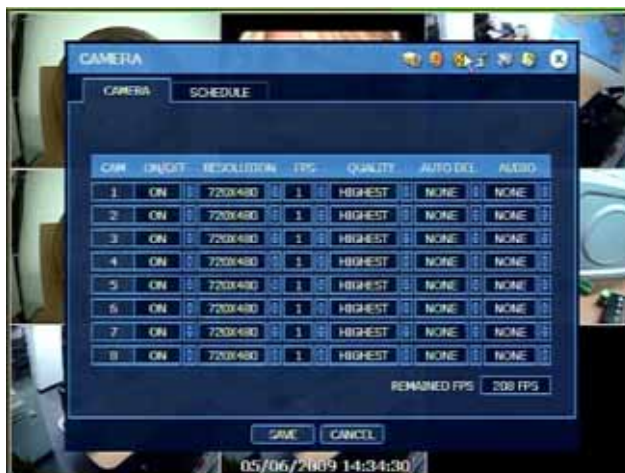 CAMERA
CAMERA SCHEDULE
CAM ON/OFF RESOLUTION FPS QUALITY AUTO DEL AUDIO
1 ON 720X480 1 HIGHEST NONE NONE
2 ON 720X480 1 HIGHEST NONE NONE
3 ON 720X480 1 HIGHEST NONE NONE
4 ON 720X480 1 HIGHEST NONE NONE
5 ON 720X480 1 HIGHEST NONE NONE
6 ON 720X480 1 HIGHEST NONE NONE
7 ON 720X480 1 HIGHEST NONE NONE
8 ON 720X480 1 HIGHEST NONE NONE
REMAINED FPS 208 FPS
SAVE CANCEL
05/06/2009 14:34:30